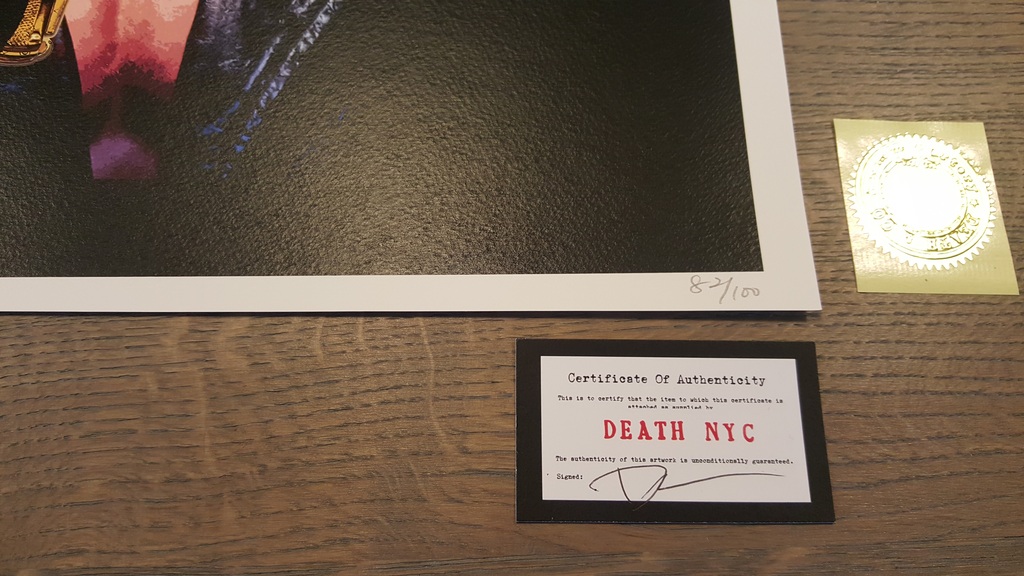 82/100
Certificate Of Authenticity
This is to certify that the item to which this certificate is
attached as supplied by
DEATH NYC
The authenticity of this artwork is unconditionally guaranteed.
Signed: